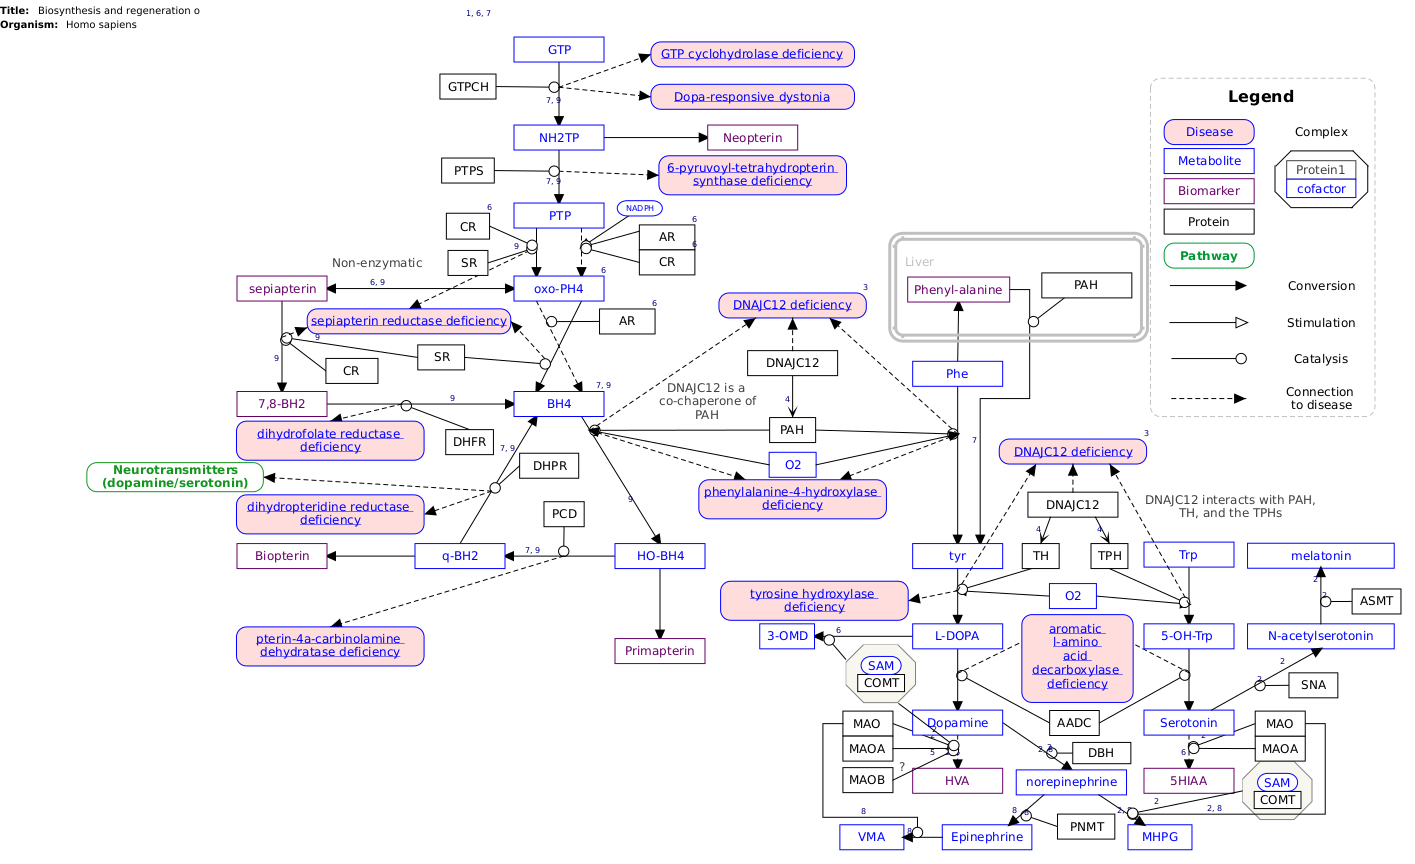 Title: Biosynthesis and regeneration o
Organism: Homo sapiens
1, 6, 7
GTP
GTP cyclohydrolase deficiency
GTPCH
7, 9
Dopa-responsive dystonia
NH2TP
Neopterin
PTPS
7, 9
6-pyruvoyl-tetrahydropterin
synthase deficiency
PTP
NADPH
CR
6
9
AR
6
SR
CR
6
Non-enzymatic
sepiapterin
6, 9
oxo-PH4
6
sepiapterin reductase deficiency
9
AR
6
SR
CR
9
7,8-BH2
9
BH4
7, 9
dihydrofolate reductase
deficiency
DHFR
7, 9
Neurotransmitters
(dopamine/serotonin)
DHPR
dihydropteridine reductase
deficiency
PCD
9
Biopterin
q-BH2
7, 9
HO-BH4
pterin-4a-carbinolamine
dehydratase deficiency
Primapterin
DNAJC12 deficiency
3
DNAJC12
DNAJC12 is a
co-chaperone of
PAH
4
PAH
O2
phenylalanine-4-hydroxylase
deficiency
Liver
Phenyl-alanine
PAH
Phe
7
DNAJC12 deficiency
3
DNAJC12
DNAJC12 interacts with PAH,
TH, and the TPHs
4
4
tyr
TH
TPH
Trp
melatonin
2
2
ASMT
tyrosine hydroxylase
deficiency
O2
3-OMD
6
L-DOPA
aromatic
l-amino
acid
decarboxylase
deficiency
5-OH-Trp
N-acetylserotonin
SAM
COMT
2
2
SNA
MAO
Dopamine
AADC
Serotonin
MAO
MAOA
2
5
2, 8
DBH
6
2
MAOA
MAOB
?
HVA
norepinephrine
5HIAA
SAM
COMT
8
8
PNMT
2
2, 8
8
VMA
8
Epinephrine
MHPG
Legend
Disease
Complex
Metabolite
Protein1
cofactor
Biomarker
Protein
Pathway
Conversion
Stimulation
Catalysis
Connection
to disease